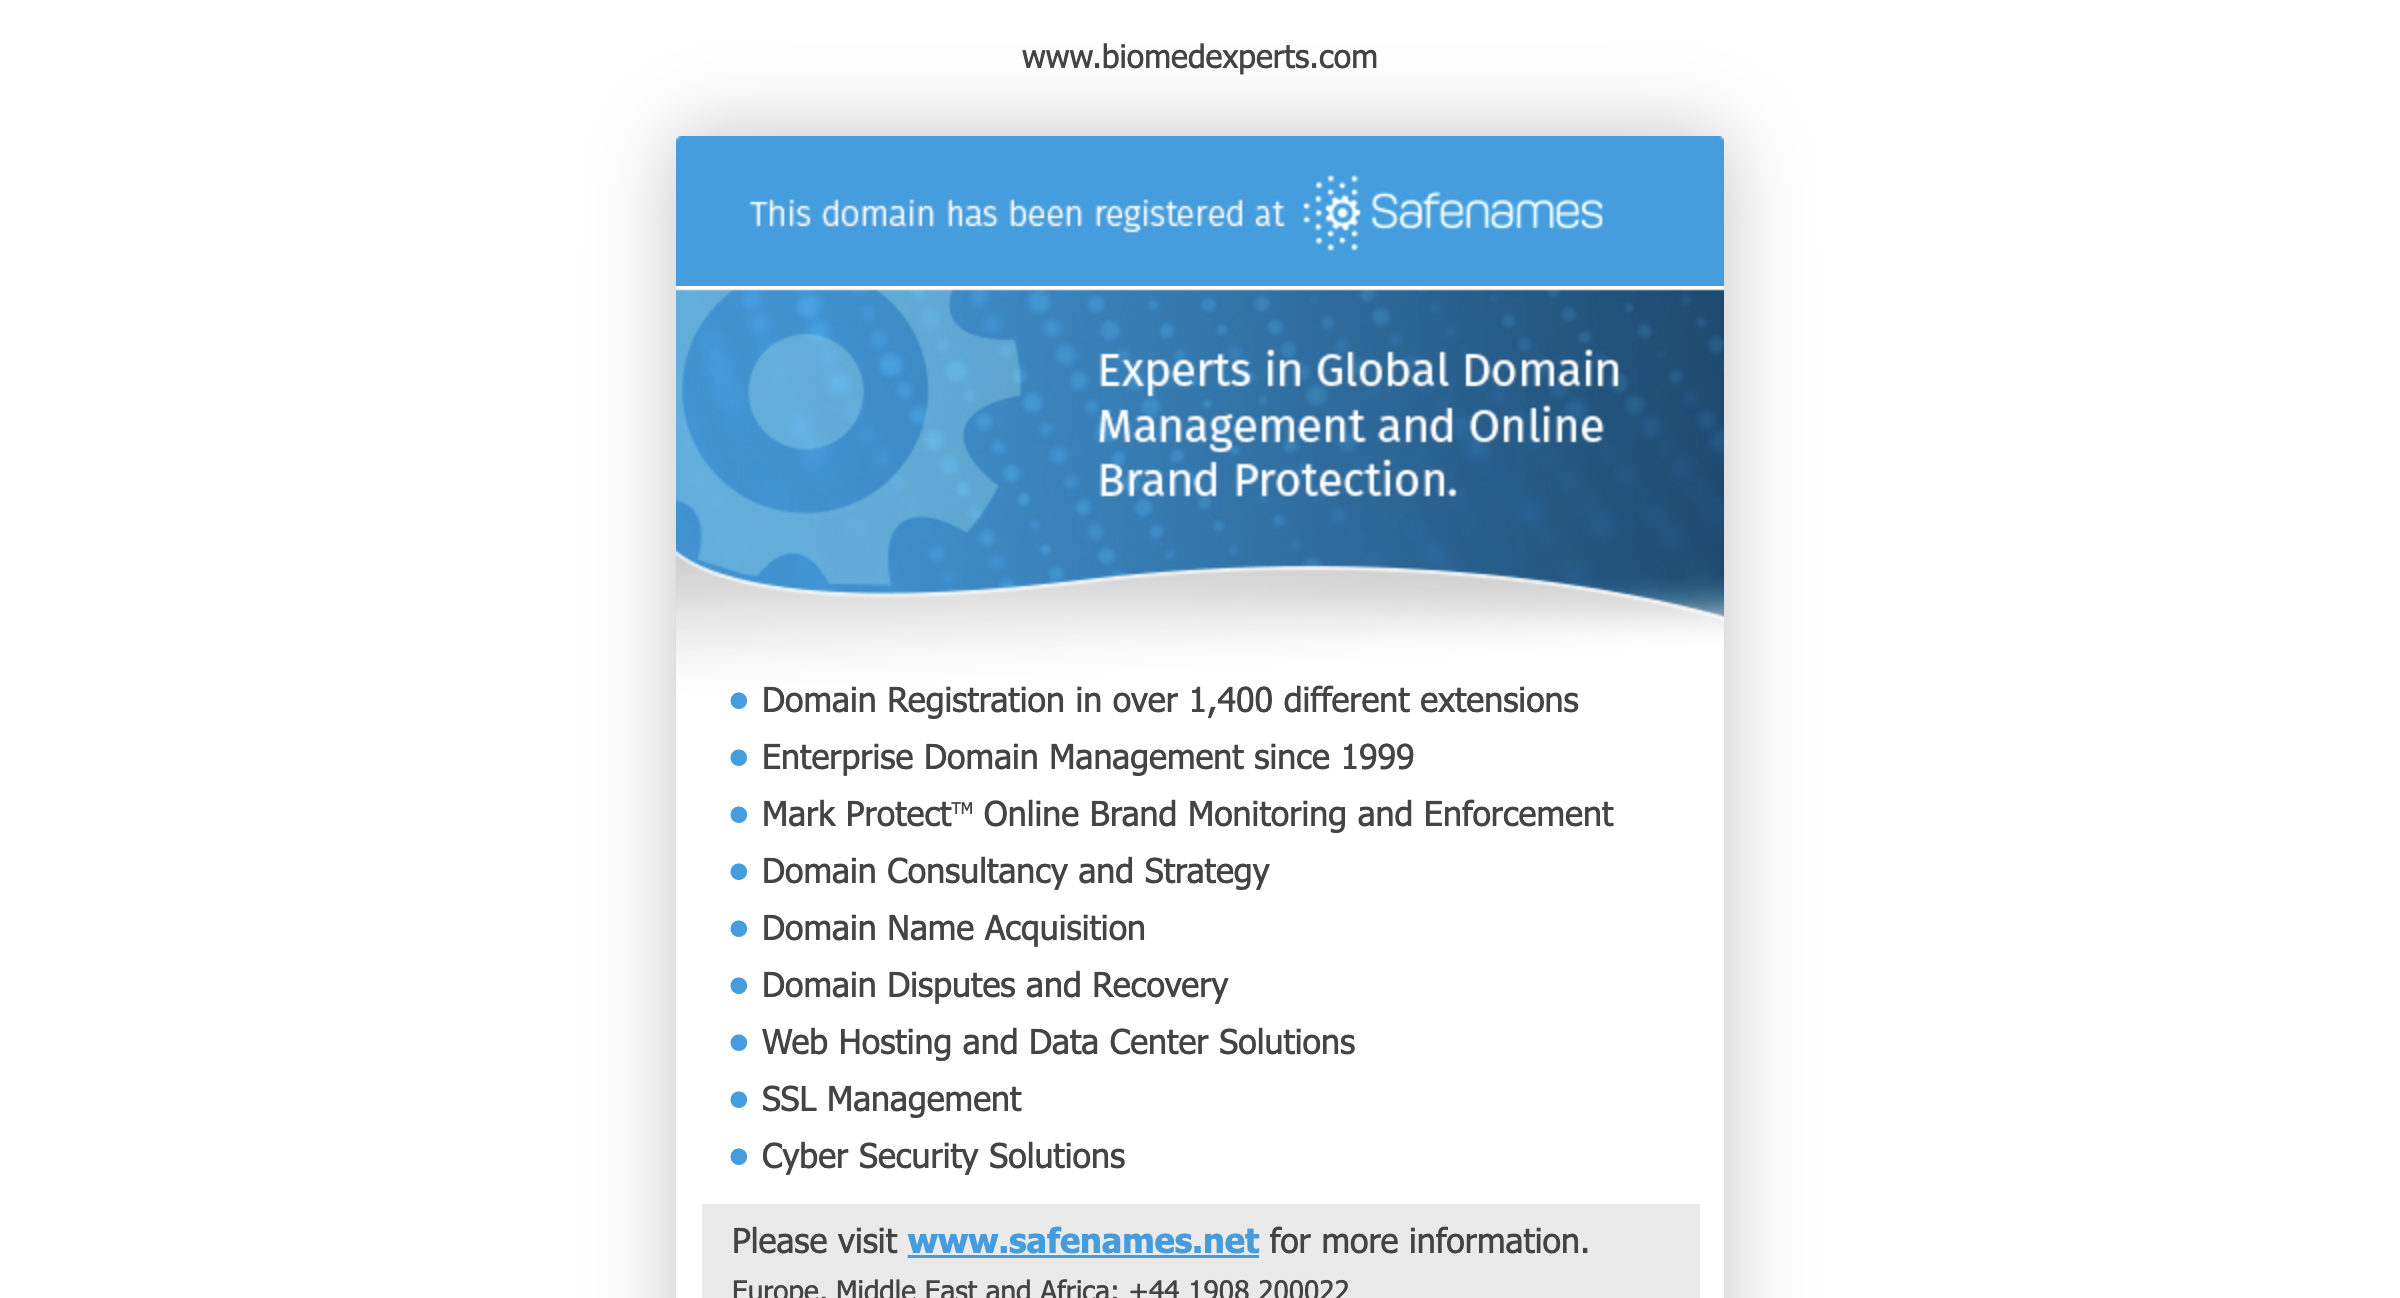 www.biomedexperts.com
This domain has been registered at Safenames
Experts in Global Domain
Management and Online
Brand Protection.
Domain Registration in over 1,400 different extensions
Enterprise Domain Management since 1999
Mark Protect™ Online Brand Monitoring and Enforcement
Domain Consultancy and Strategy
Domain Name Acquisition
Domain Disputes and Recovery
Web Hosting and Data Center Solutions
SSL Management
Cyber Security Solutions
Please visit www.safenames.net for more information.
Europe, Middle East and Africa: +44 1908 200022